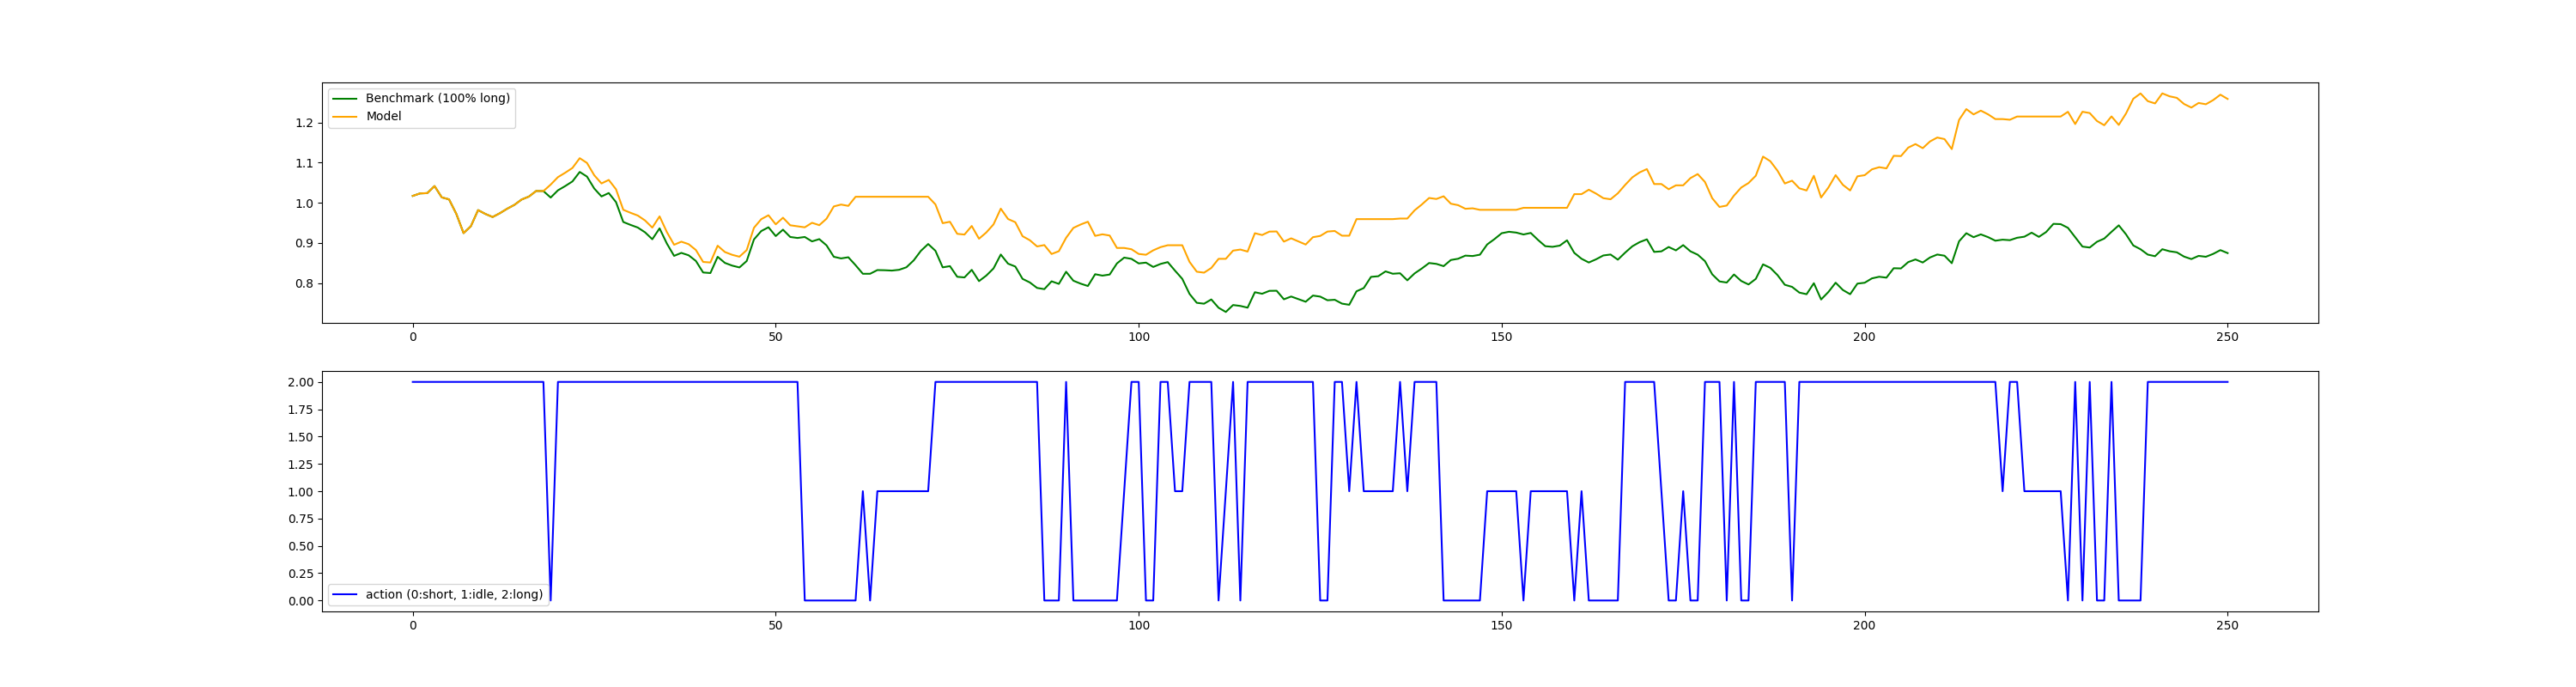 Benchmark (100% long)
Model
1.2
1.1
1.0
0.9
0.8
0 50 100 150 200 250
2.00
1.75
1.50
1.25
1.00
0.75
0.50
0.25
0.00
action (0:short, 1:idle, 2:long)
0 50 100 150 200 250